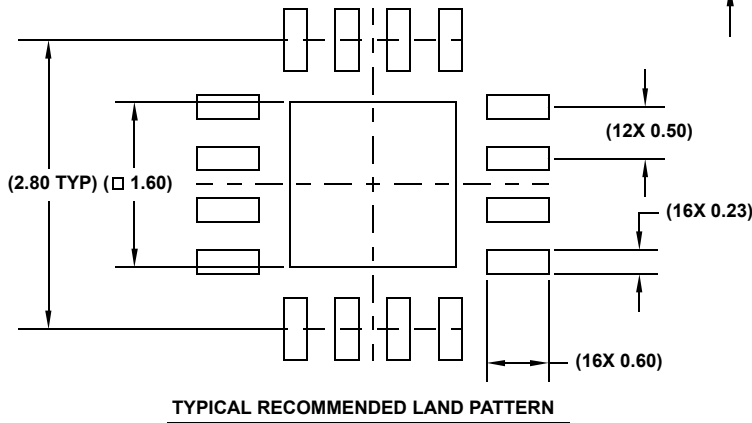 (12X 0.50)
(2.80 TYP) (□ 1.60)
(16X 0.23)
(16X 0.60)
TYPICAL RECOMMENDED LAND PATTERN